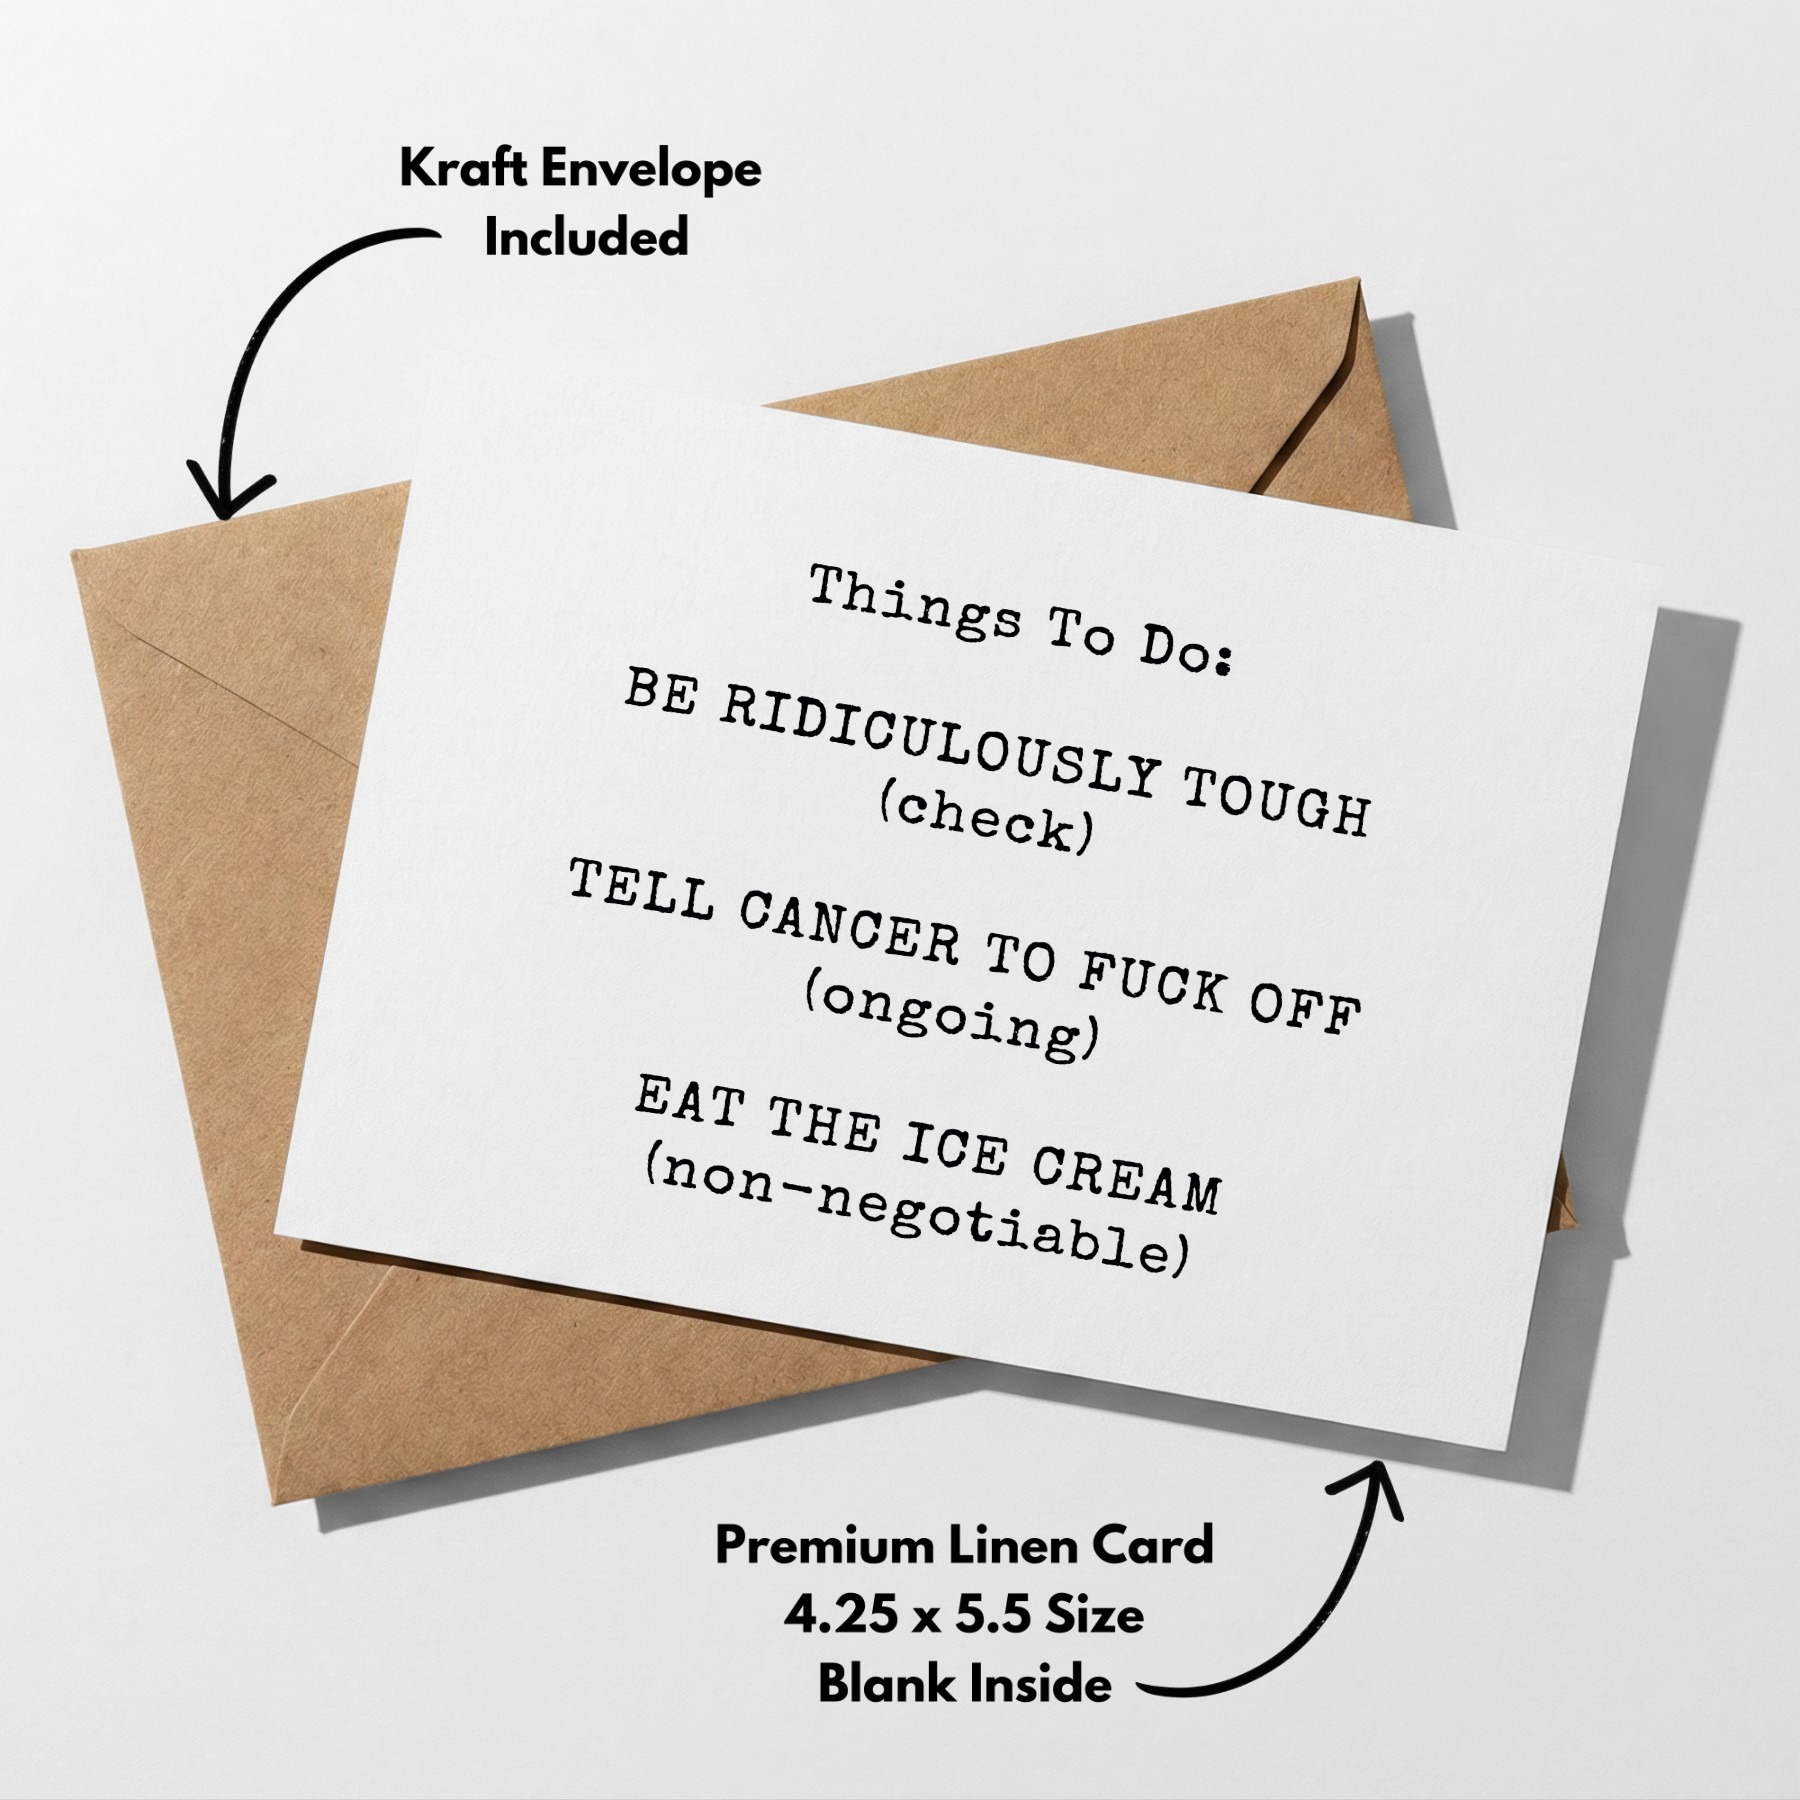 Kraft Envelope
Included
Things To Do:
BE RIDICULOUSLY TOUGH
(check)
TELL CANCER TO FUCK OFF
(ongoing)
EAT THE ICE CREAM
(non-negotiable)
Premium Linen Card
4.25 x 5.5 Size
Blank Inside